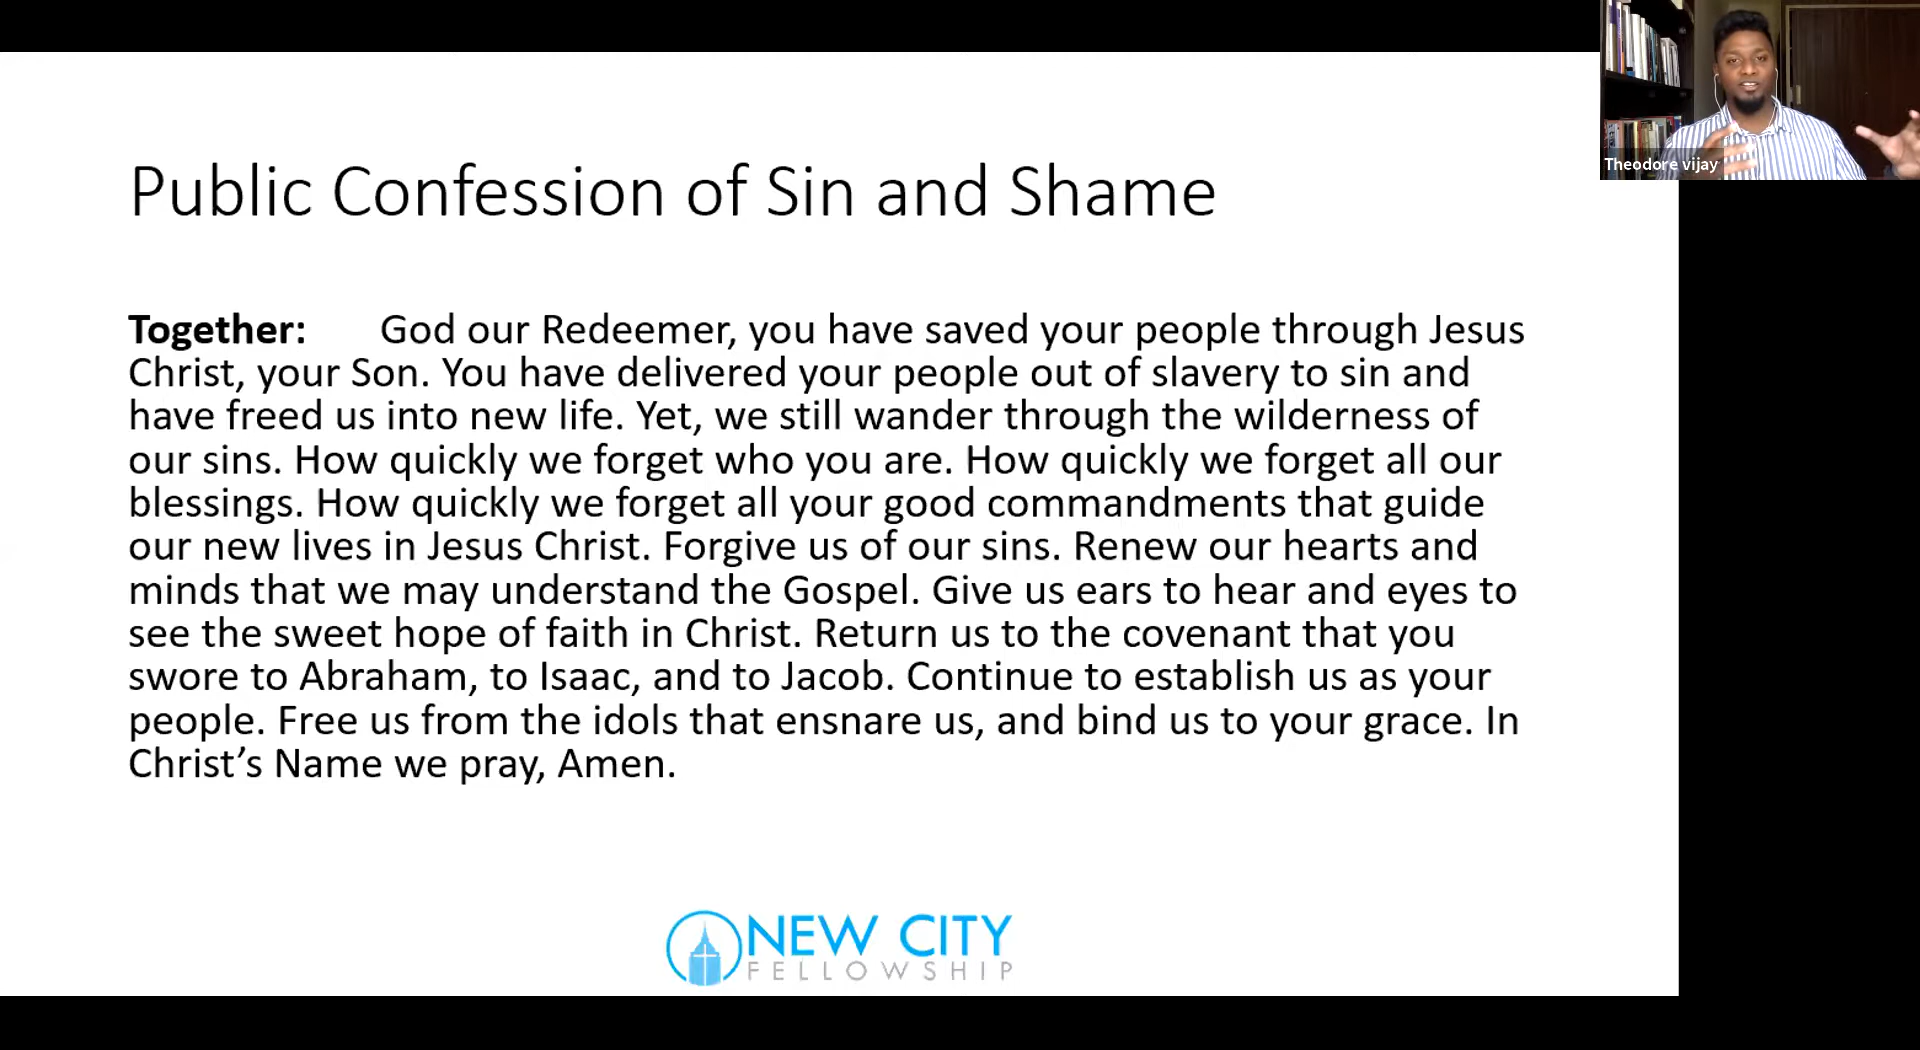 Public Confession of Sin and Shame
Together: God our Redeemer, you have saved your people through Jesus
Christ, your Son. You have delivered your people out of slavery to sin and
have freed us into new life. Yet, we still wander through the wilderness of
our sins. How quickly we forget who you are. How quickly we forget all our
blessings. How quickly we forget all your good commandments that guide
our new lives in Jesus Christ. Forgive us of our sins. Renew our hearts and
minds that we may understand the Gospel. Give us ears to hear and eyes to
see the sweet hope of faith in Christ. Return us to the covenant that you
swore to Abraham, to Isaac, and to Jacob. Continue to establish us as your
people. Free us from the idols that ensnare us, and bind us to your grace. In
Christ’s Name we pray, Amen.
NEW CITY
FELLOWSHIP
Theodore vijay